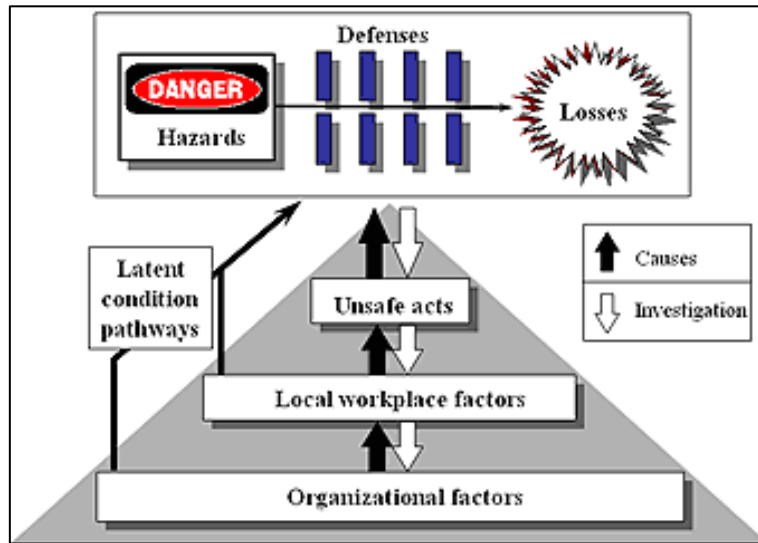 Defenses
DANGER
Hazards
Losses
Latent
condition
pathways
Causes
Investigation
Unsafe acts
Local workplace factors
Organizational factors